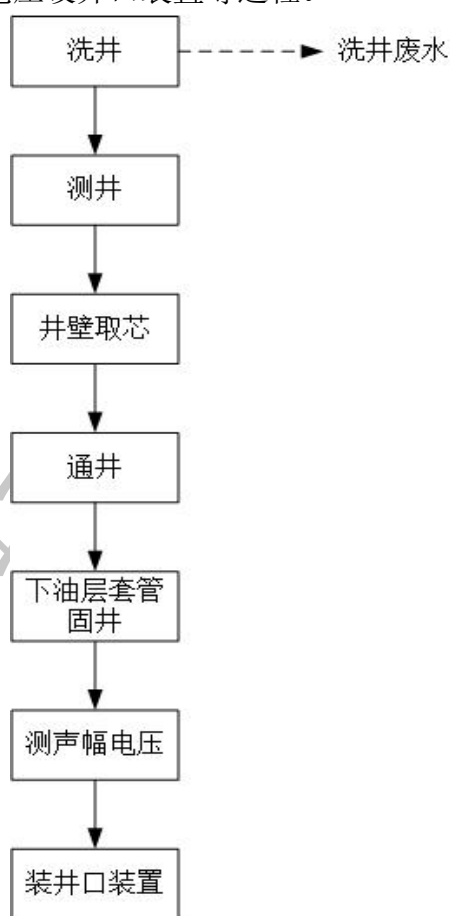 洗井
洗井废水
测井
井壁取芯
通井
下油层套管
固井
测声幅电压
装井口装置